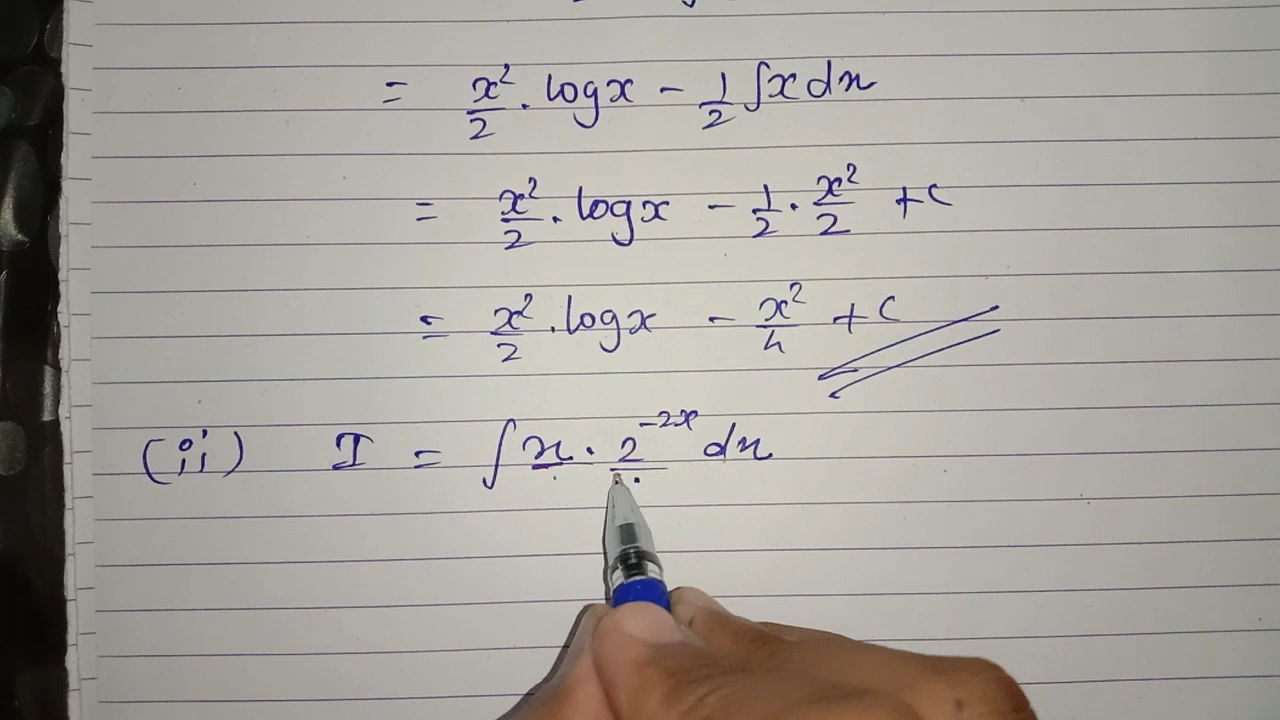 = x²/2 . log x - 1/2 ∫x dx
= x²/2 . log x - 1/2 . x²/2 + c
= x²/2 . log x - x²/4 + c
(ii) I = ∫ x . 2^-2x dx